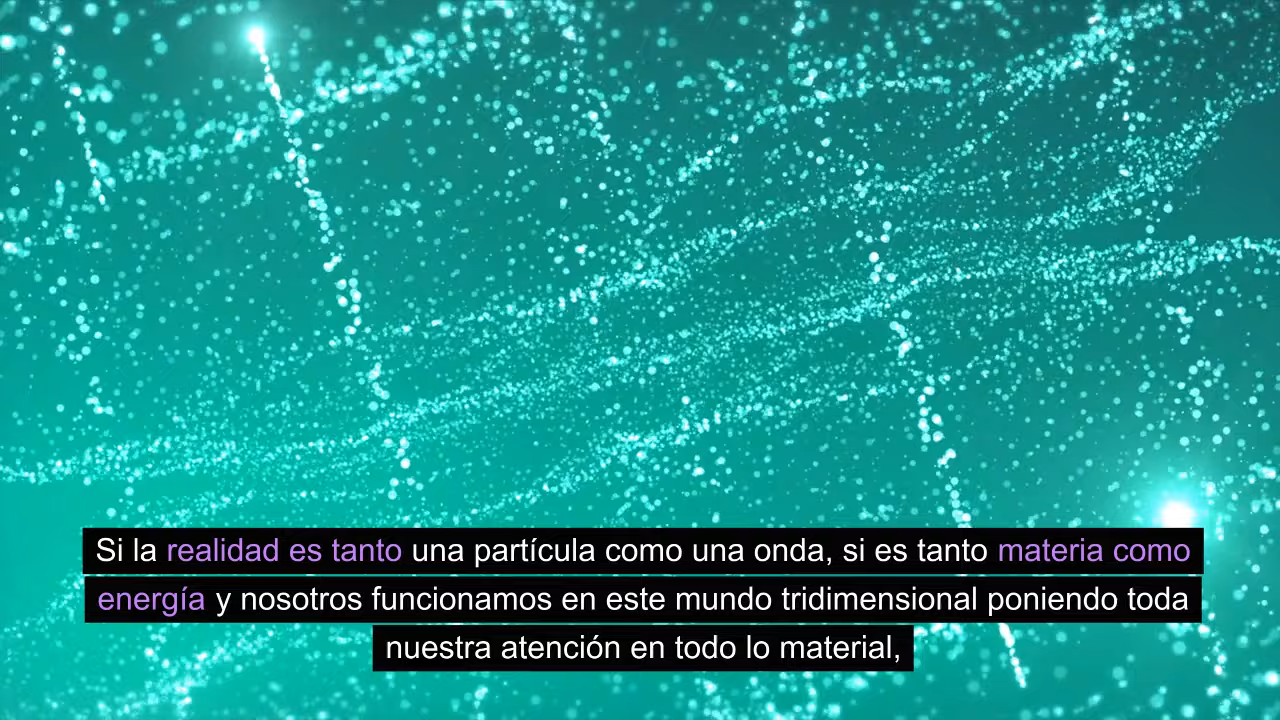 Si la realidad es tanto una partícula como una onda, si es tanto materia como
energía y nosotros funcionamos en este mundo tridimensional poniendo toda
nuestra atención en todo lo material,